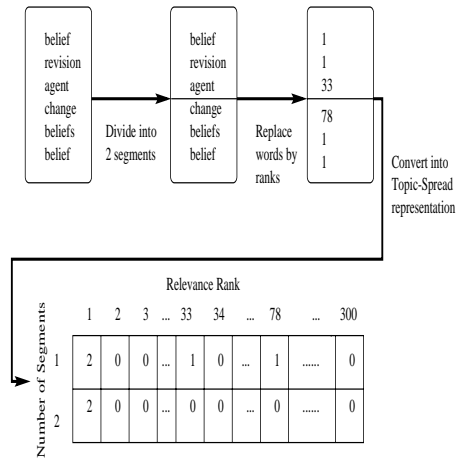 belief
revision
agent
change
beliefs
belief
Divide into
2 segments
belief
revision
agent
change
beliefs
belief
Replace
words by
ranks
1
1
33
78
1
1
Convert into
Topic-Spread
representation
Relevance Rank
1 2 3 ... 33 34 ... 78 ... 300
Number of Segments
1 2 0 0 ... 1 0 ... 1 ...... 0
2 2 0 0 ... 0 0 ... 0 ...... 0